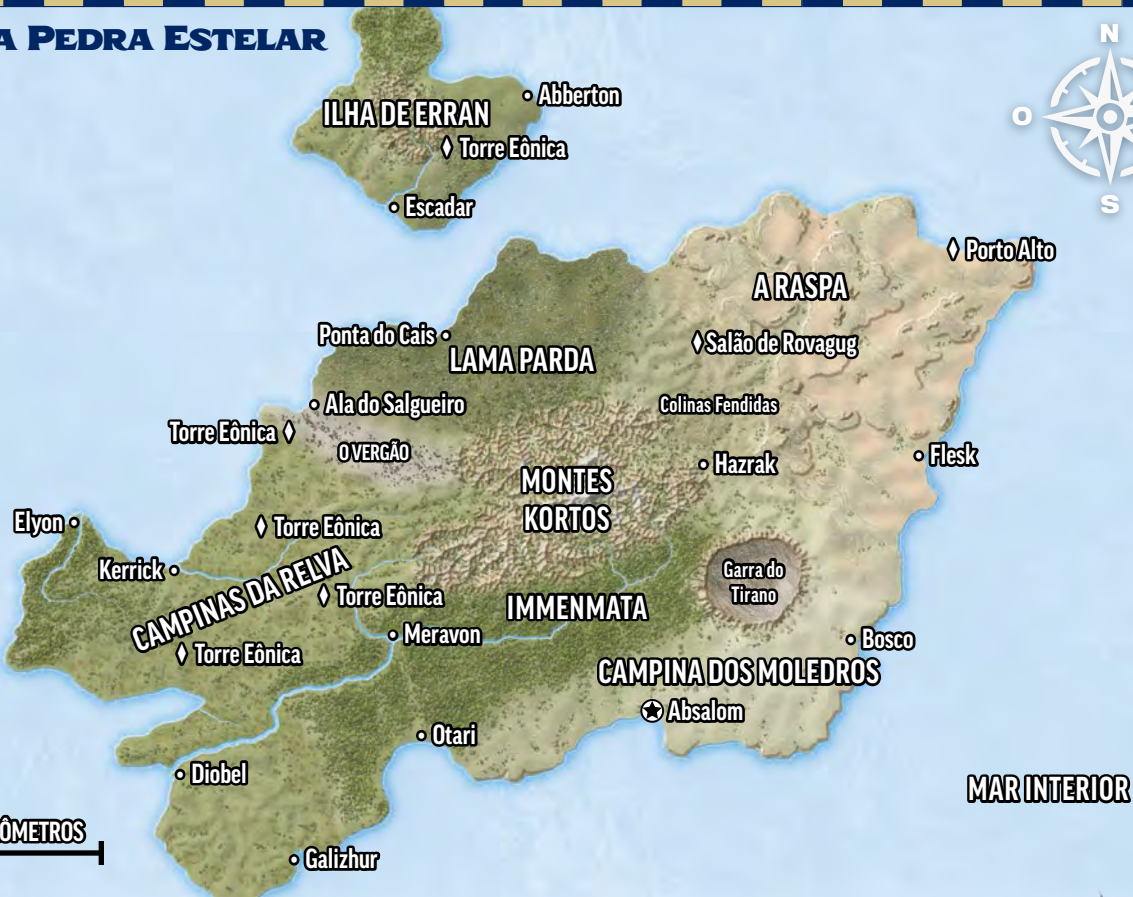 A PEDRA ESTELAR
N
O
S
ILHA DE ERRAN
Abberton
Torre Eônica
Escadar
Porto Alto
A RASPA
Ponta do Cais
LAMA PARDA
Salão de Rovagug
Ala do Salgueiro
Colinas Fendidas
Torre Eônica
O VERGÃO
Flesk
Hazrak
MONTES
KORTOS
Elyon
Torre Eônica
Kerrick
CAMPINAS DA RELVA
Garra do
Tirano
Torre Eônica
IMMENMATA
Meravon
Bosco
Torre Eônica
CAMPINA DOS MOLEDROS
Absalom
Otari
Diobel
MAR INTERIOR
ÔMETROS
Galizhur